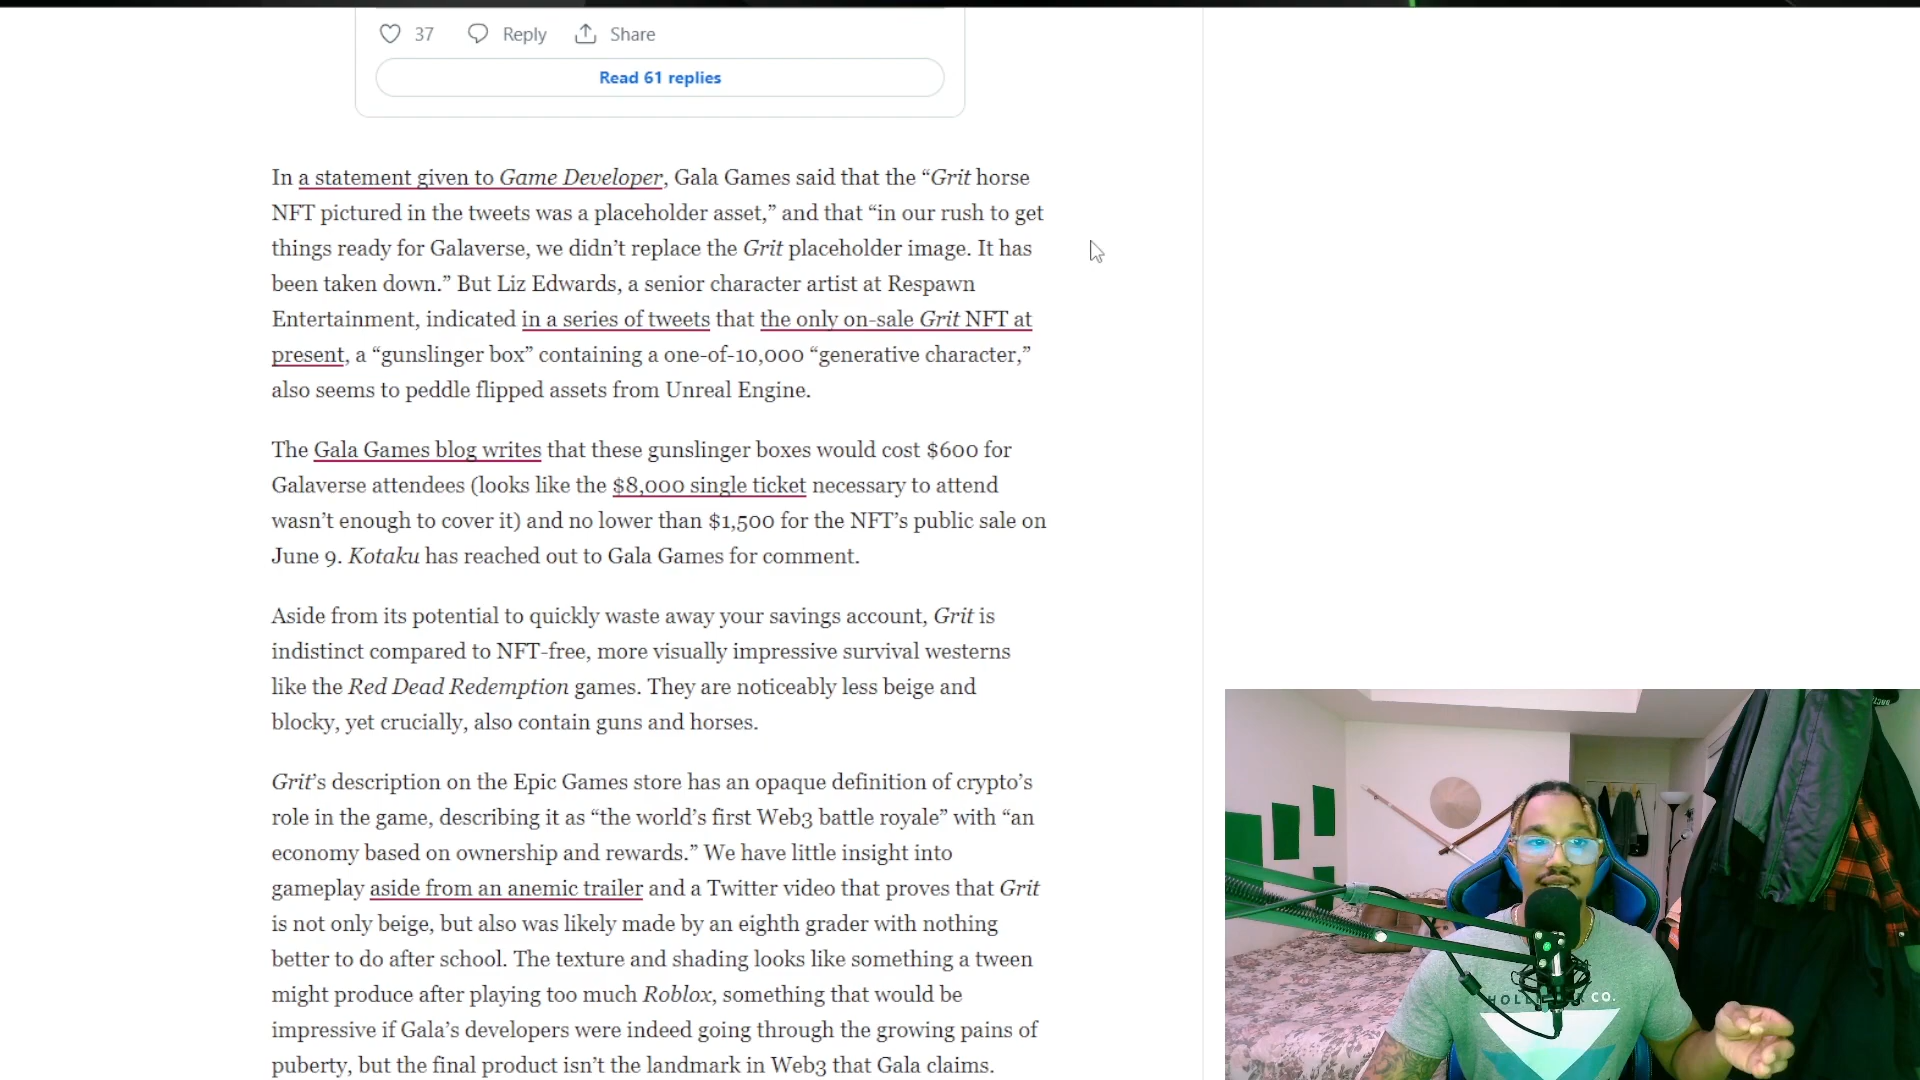 37 Reply Share
Read 61 replies
In a statement given to Game Developer, Gala Games said that the “Grit horse
NFT pictured in the tweets was a placeholder asset,” and that “in our rush to get
things ready for Galaverse, we didn’t replace the Grit placeholder image. It has
been taken down.” But Liz Edwards, a senior character artist at Respawn
Entertainment, indicated in a series of tweets that the only on-sale Grit NFT at
present, a “gunslinger box” containing a one-of-10,000 “generative character,”
also seems to peddle flipped assets from Unreal Engine.
The Gala Games blog writes that these gunslinger boxes would cost $600 for
Galaverse attendees (looks like the $8,000 single ticket necessary to attend
wasn’t enough to cover it) and no lower than $1,500 for the NFT’s public sale on
June 9. Kotaku has reached out to Gala Games for comment.
Aside from its potential to quickly waste away your savings account, Grit is
indistinct compared to NFT-free, more visually impressive survival westerns
like the Red Dead Redemption games. They are noticeably less beige and
blocky, yet crucially, also contain guns and horses.
Grit’s description on the Epic Games store has an opaque definition of crypto’s
role in the game, describing it as “the world’s first Web3 battle royale” with “an
economy based on ownership and rewards.” We have little insight into
gameplay aside from an anemic trailer and a Twitter video that proves that Grit
is not only beige, but also was likely made by an eighth grader with nothing
better to do after school. The texture and shading looks like something a tween
might produce after playing too much Roblox, something that would be
impressive if Gala’s developers were indeed going through the growing pains of
puberty, but the final product isn’t the landmark in Web3 that Gala claims.
CO.